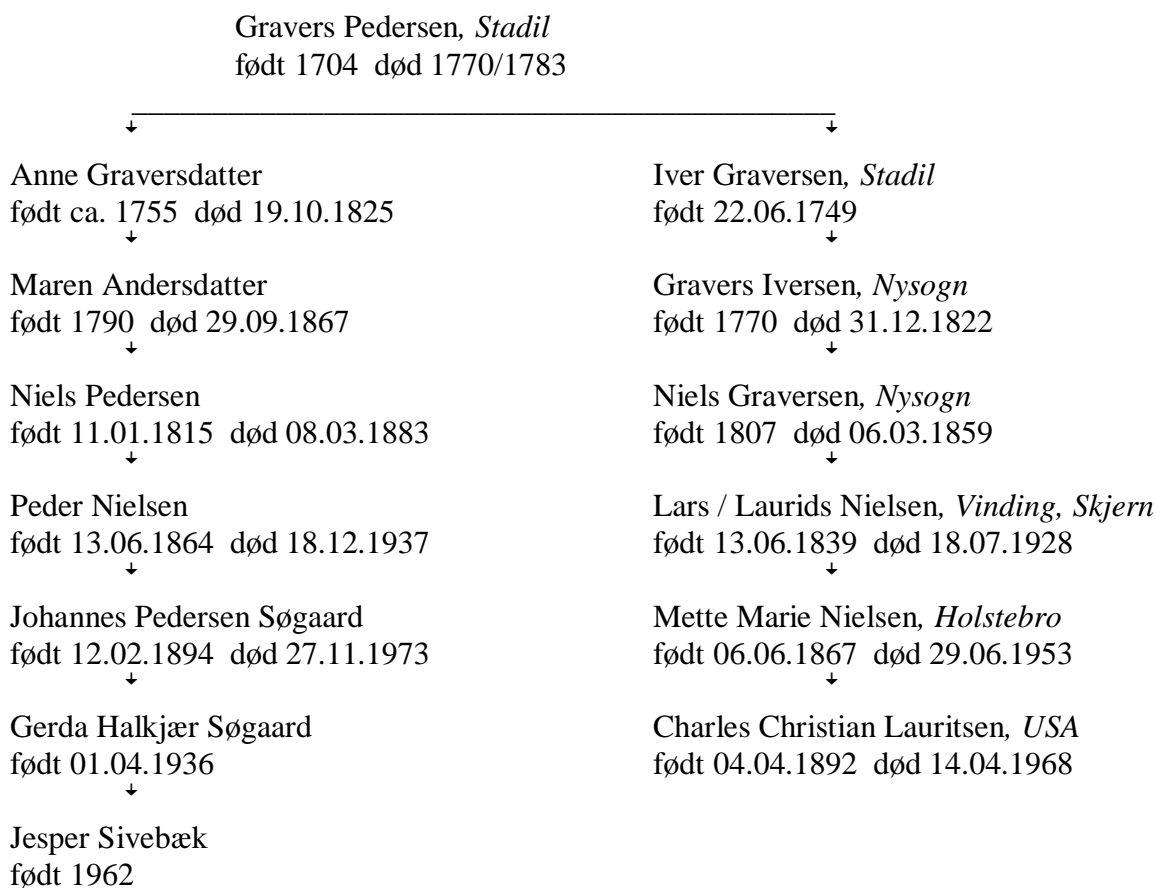 Gravers Pedersen, Stadil
født 1704  død 1770/1783
Anne Graversdatter
født ca. 1755  død 19.10.1825
Maren Andersdatter
født 1790  død 29.09.1867
Niels Pedersen
født 11.01.1815  død 08.03.1883
Peder Nielsen
født 13.06.1864  død 18.12.1937
Johannes Pedersen Søgaard
født 12.02.1894  død 27.11.1973
Gerda Halkjær Søgaard
født 01.04.1936
Jesper Sivebæk
født 1962
Iver Graversen, Stadil
født 22.06.1749
Gravers Iversen, Nysogn
født 1770  død 31.12.1822
Niels Graversen, Nysogn
født 1807  død 06.03.1859
Lars / Laurids Nielsen, Vinding, Skjern
født 13.06.1839  død 18.07.1928
Mette Marie Nielsen, Holstebro
født 06.06.1867  død 29.06.1953
Charles Christian Lauritsen, USA
født 04.04.1892  død 14.04.1968